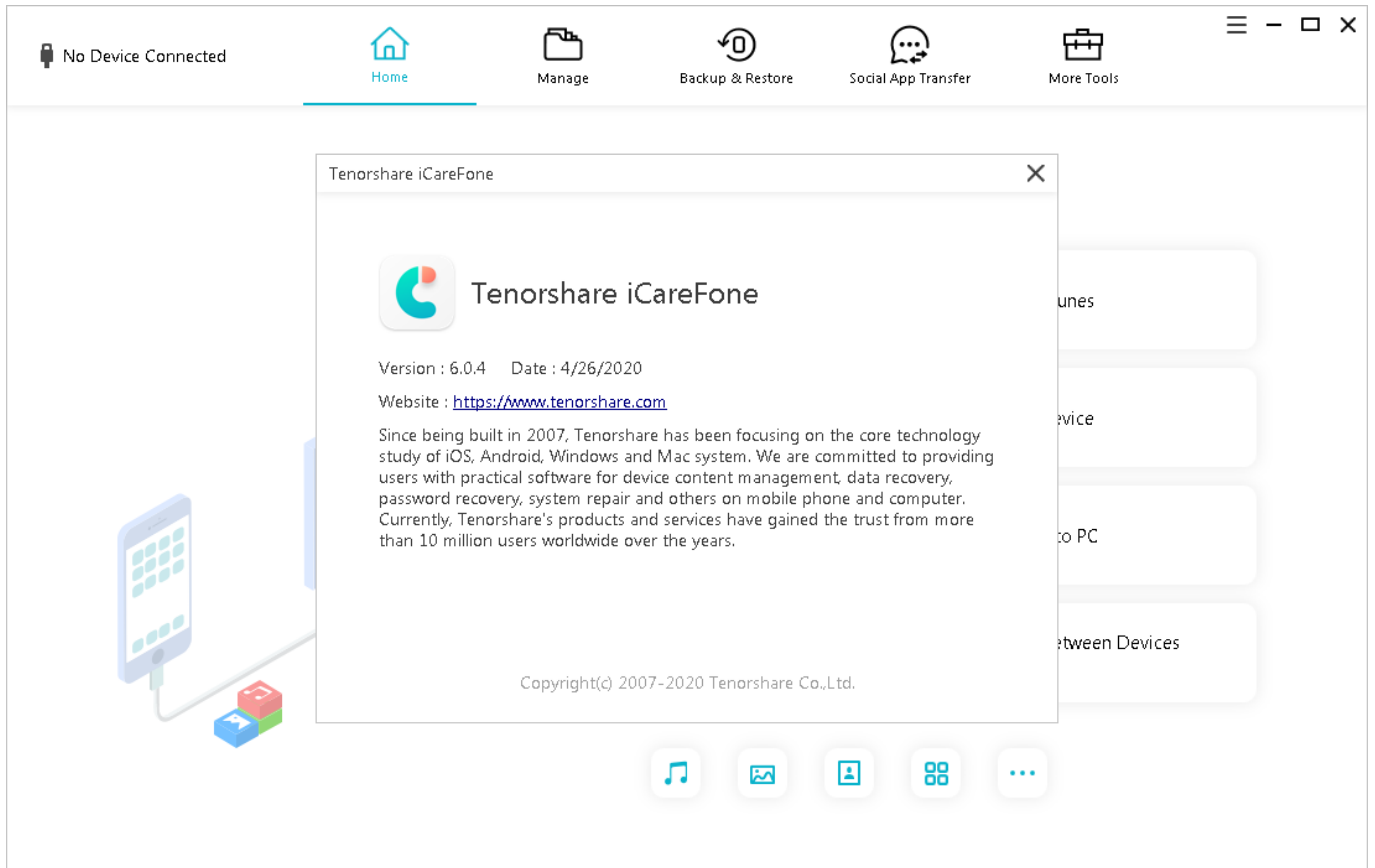 No Device Connected
Home
Manage
Backup & Restore
Social App Transfer
More Tools
Tenorshare iCareFone
Tenorshare iCareFone
Version : 6.0.4 Date : 4/26/2020
Website : https://www.tenorshare.com
Since being built in 2007, Tenorshare has been focusing on the core technology
study of iOS, Android, Windows and Mac system. We are committed to providing
users with practical software for device content management, data recovery,
password recovery, system repair and others on mobile phone and computer.
Currently, Tenorshare's products and services have gained the trust from more
than 10 million users worldwide over the years.
Copyright(c) 2007-2020 Tenorshare Co.,Ltd.
unes
evice
to PC
etween Devices